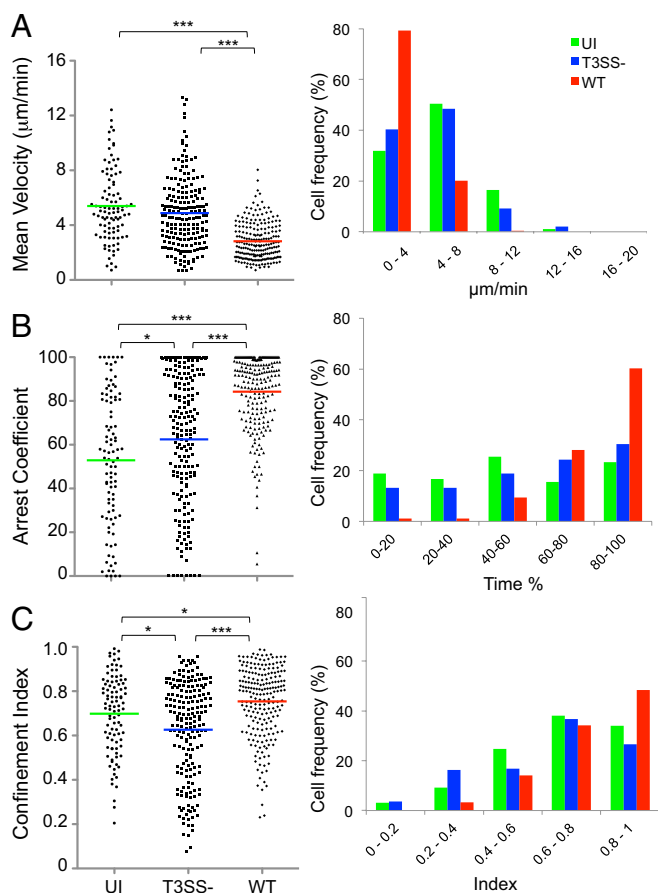 A
Mean Velocity (μm/min)
16
12
8
4
0
***
***
Cell frequency (%)
80
60
40
20
0
UI
T3SS-
WT
0 - 4
4 - 8
8 - 12
12 - 16
16 - 20
μm/min
B
Arrest Coefficient
100
80
60
40
20
0
***
*
***
Cell frequency (%)
80
60
40
20
0
0-20
20-40
40-60
60-80
80-100
Time %
C
Confinement Index
1.0
0.8
0.6
0.4
0.2
0
*
*
***
UI
T3SS-
WT
Cell frequency (%)
80
60
40
20
0
0 - 0.2
0.2 - 0.4
0.4 - 0.6
0.6 - 0.8
0.8 - 1
Index